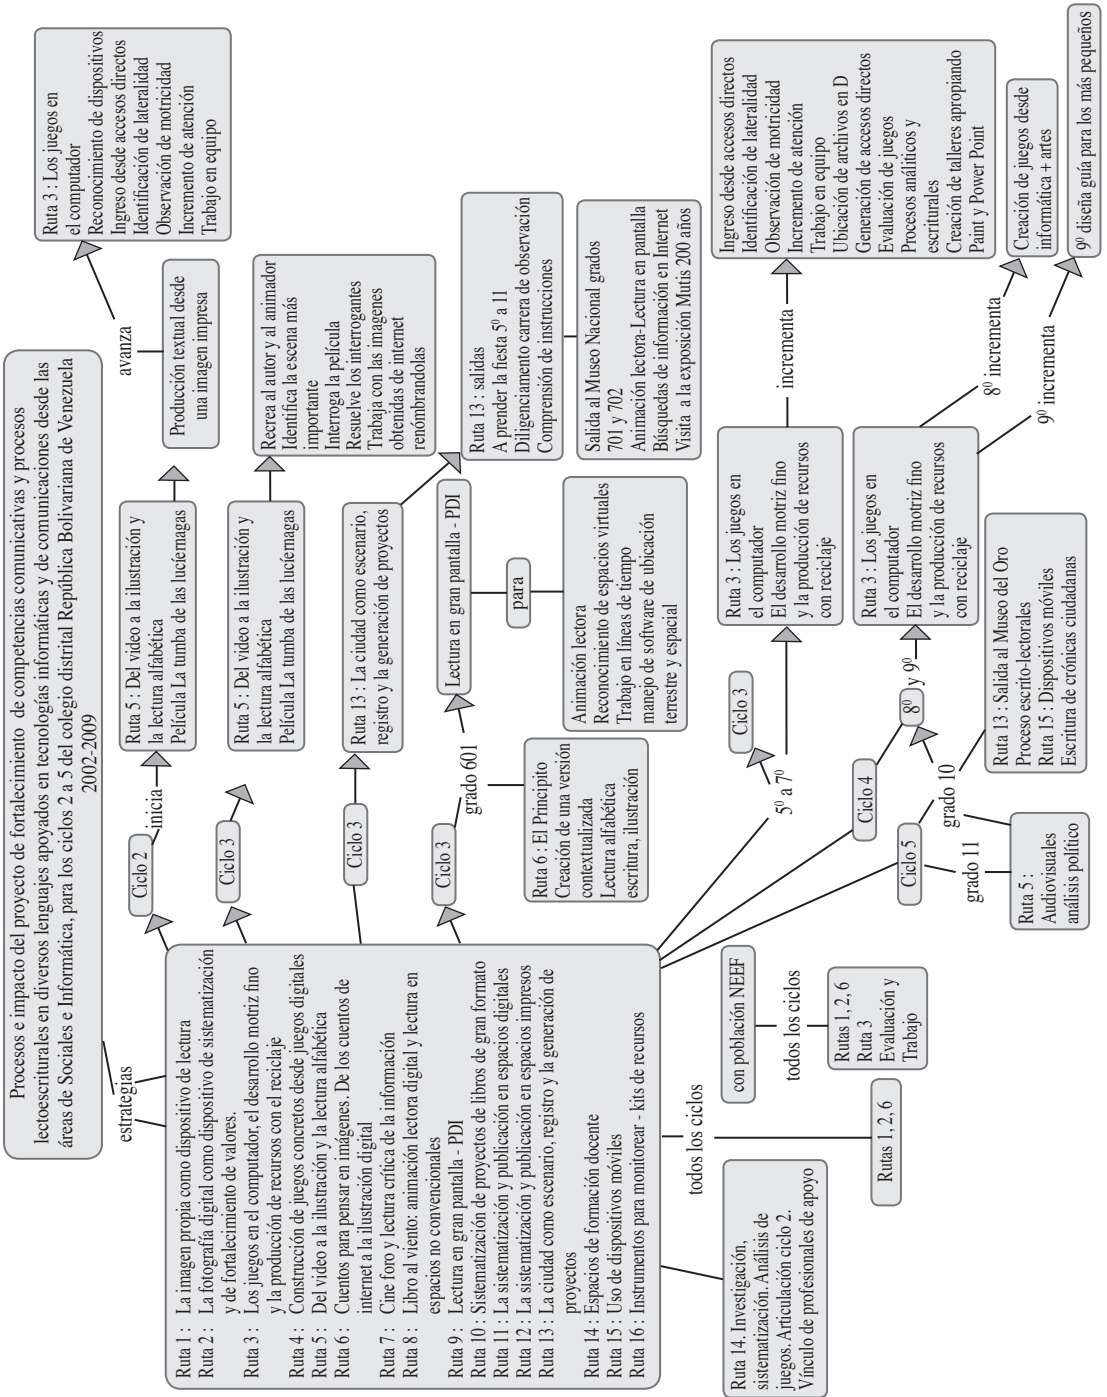 Procesos e impacto del proyecto de fortalecimiento de competencias comunicativas y procesos
lectoescriturales en diversos lenguajes apoyados en tecnologías informáticas y de comunicaciones desde las
áreas de Sociales e Informática, para los ciclos 2 a 5 del colegio distrital República Bolivariana de Venezuela
2002-2009
estrategias
Ruta 1 : La imagen propia como dispositivo de lectura
Ruta 2 : La fotografía digital como dispositivo de sistematización
y de fortalecimiento de valores.
Ruta 3 : Los juegos en el computador, el desarrollo motriz fino
y la producción de recursos con el reciclaje
Ruta 4 : Construcción de juegos concretos desde juegos digitales
Ruta 5 : Del video a la ilustración y la lectura alfabética
Ruta 6 : Cuentos para pensar en imágenes. De los cuentos de
internet a la ilustración digital
Ruta 7 : Cine foro y lectura crítica de la información
Ruta 8 : Libro al viento: animación lectora digital y lectura en
espacios no convencionales
Ruta 9 : Lectura en gran pantalla - PDI
Ruta 10 : Sistematización de proyectos de libros de gran formato
Ruta 11 : La sistematización y publicación en espacios digitales
Ruta 12 : La sistematización y publicación en espacios impresos
Ruta 13 : La ciudad como escenario, registro y la generación de
proyectos
Ruta 14 : Espacios de formación docente
Ruta 15 : Uso de dispositivos móviles
Ruta 16 : Instrumentos para monitorear - kits de recursos
Ciclo 2
inicia
Ruta 5 : Del video a la ilustración y
la lectura alfabética
Película La tumba de las luciernagas
Producción textual desde
una imagen impresa
avanza
Ruta 3 : Los juegos en
el computador
Reconocimiento de dispositivos
Ingreso desde accesos directos
Identificación de lateralidad
Observación de motricidad
Incremento de atención
Trabajo en equipo
Ciclo 3
Ruta 5 : Del video a la ilustración y
la lectura alfabética
Película La tumba de las luciernagas
Recrea al autor y al animador
Identifica la escena más
importante
Interroga la película
Resuelve los interrogantes
Trabaja con las imagenes
obtenidas de internet
renómbrandolas
Ciclo 3
Ruta 13 : La ciudad como escenario,
registro y la generación de proyectos
Ruta 13 : salidas
A prender la fiesta 5⁰ a 11
Diligenciamiento carrera de observación
Comprensión de instrucciones
Salida al Museo Nacional grados
701 y 702
Animación lectora-Lectura en pantalla
Búsquedas de información en Internet
Visita a la exposición Mutis 200 años
Ciclo 3
grado 601
Lectura en gran pantalla - PDI
para
Animación lectora
Reconocimiento de espacios virtuales
Trabajo en líneas de tiempo
manejo de software de ubicación
terrestre y espacial
Ruta 6 : El Principito
Creación de una versión
contextualizada
Lectura alfabética
escritura, ilustración
5⁰ a 7⁰
Ciclo 3
Ruta 3 : Los juegos en
el computador
El desarrollo motriz fino
y la producción de recursos
con reciclaje
incrementa
Ingreso desde accesos directos
Identificación de lateralidad
Observación de motricidad
Incremento de atención
Trabajo en equipo
Ubicación de archivos en D
Generación de accesos directos
Evaluación de juegos
Procesos análiticos y
escriturales
Creación de talleres apropiando
Paint y Power Point
Ciclo 4
8⁰
y 9⁰
Ruta 3 : Los juegos en
el computador
El desarrollo motriz fino
y la producción de recursos
con reciclaje
8⁰ incrementa
Creación de juegos desde
informática + artes
9⁰ incrementa
9⁰ diseña guía para los más pequeños
Ciclo 5
grado 10
Ruta 13 : Salida al Museo del Oro
Proceso escrito-lectorales
Ruta 15 : Dispositivos móviles
Escritura de crónicas ciudadanas
grado 11
Ruta 5 :
Audiovisuales
análisis político
con población NEEF
todos los ciclos
Rutas 1, 2, 6
Ruta 3
Evaluación y
Trabajo
todos los ciclos
Rutas 1, 2, 6
Ruta 14. Investigación,
sistematización. Análisis de
juegos. Articulación ciclo 2.
Vínculo de profesionales de apoyo